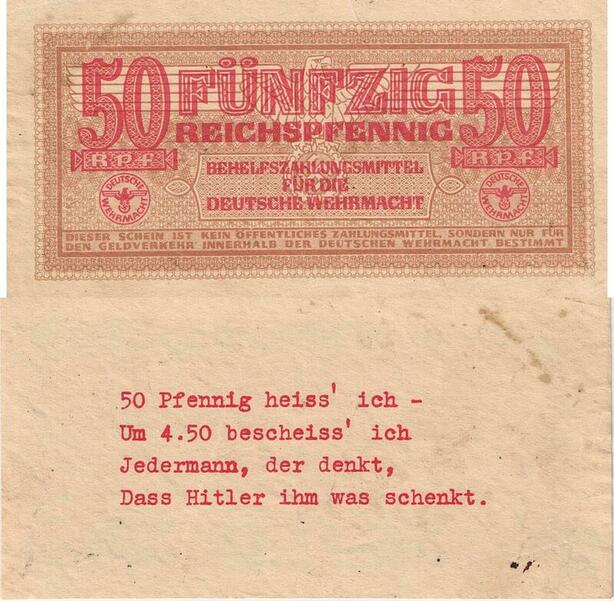 50 FÜNFZIG 50
REICHSPFENNIG
Rpf Rpf
BEHELFSZAHLUNGSMITTEL
FÜR DIE
DEUTSCHE WEHRMACHT
DEUTSCHE WEHRMACHT
DEUTSCHE WEHRMACHT
DIESER SCHEIN IST KEIN ÖFFENTLICHES ZAHLUNGSMITTEL, SONDERN NUR FÜR
DEN GELDVERKEHR INNERHALB DER DEUTSCHEN WEHRMACHT BESTIMMT
50 Pfennig heiss' ich -
Um 4.50 bescheiss' ich
Jedermann, der denkt,
Dass Hitler ihm was schenkt.